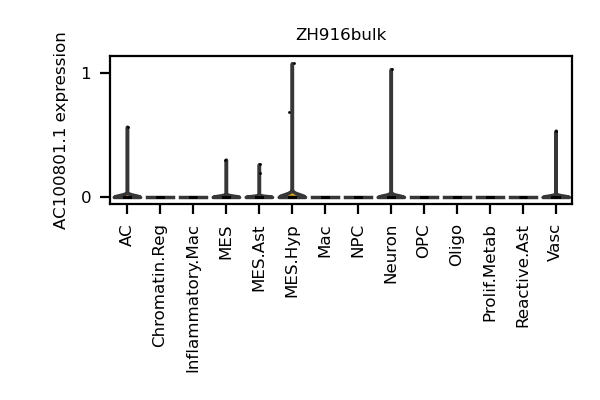 ZH916bulk
AC100801.1 expression
1
0
AC
Chromatin.Reg
Inflammatory.Mac
MES
MES.Ast
MES.Hyp
Mac
NPC
Neuron
OPC
Oligo
Prolif.Metab
Reactive.Ast
Vasc